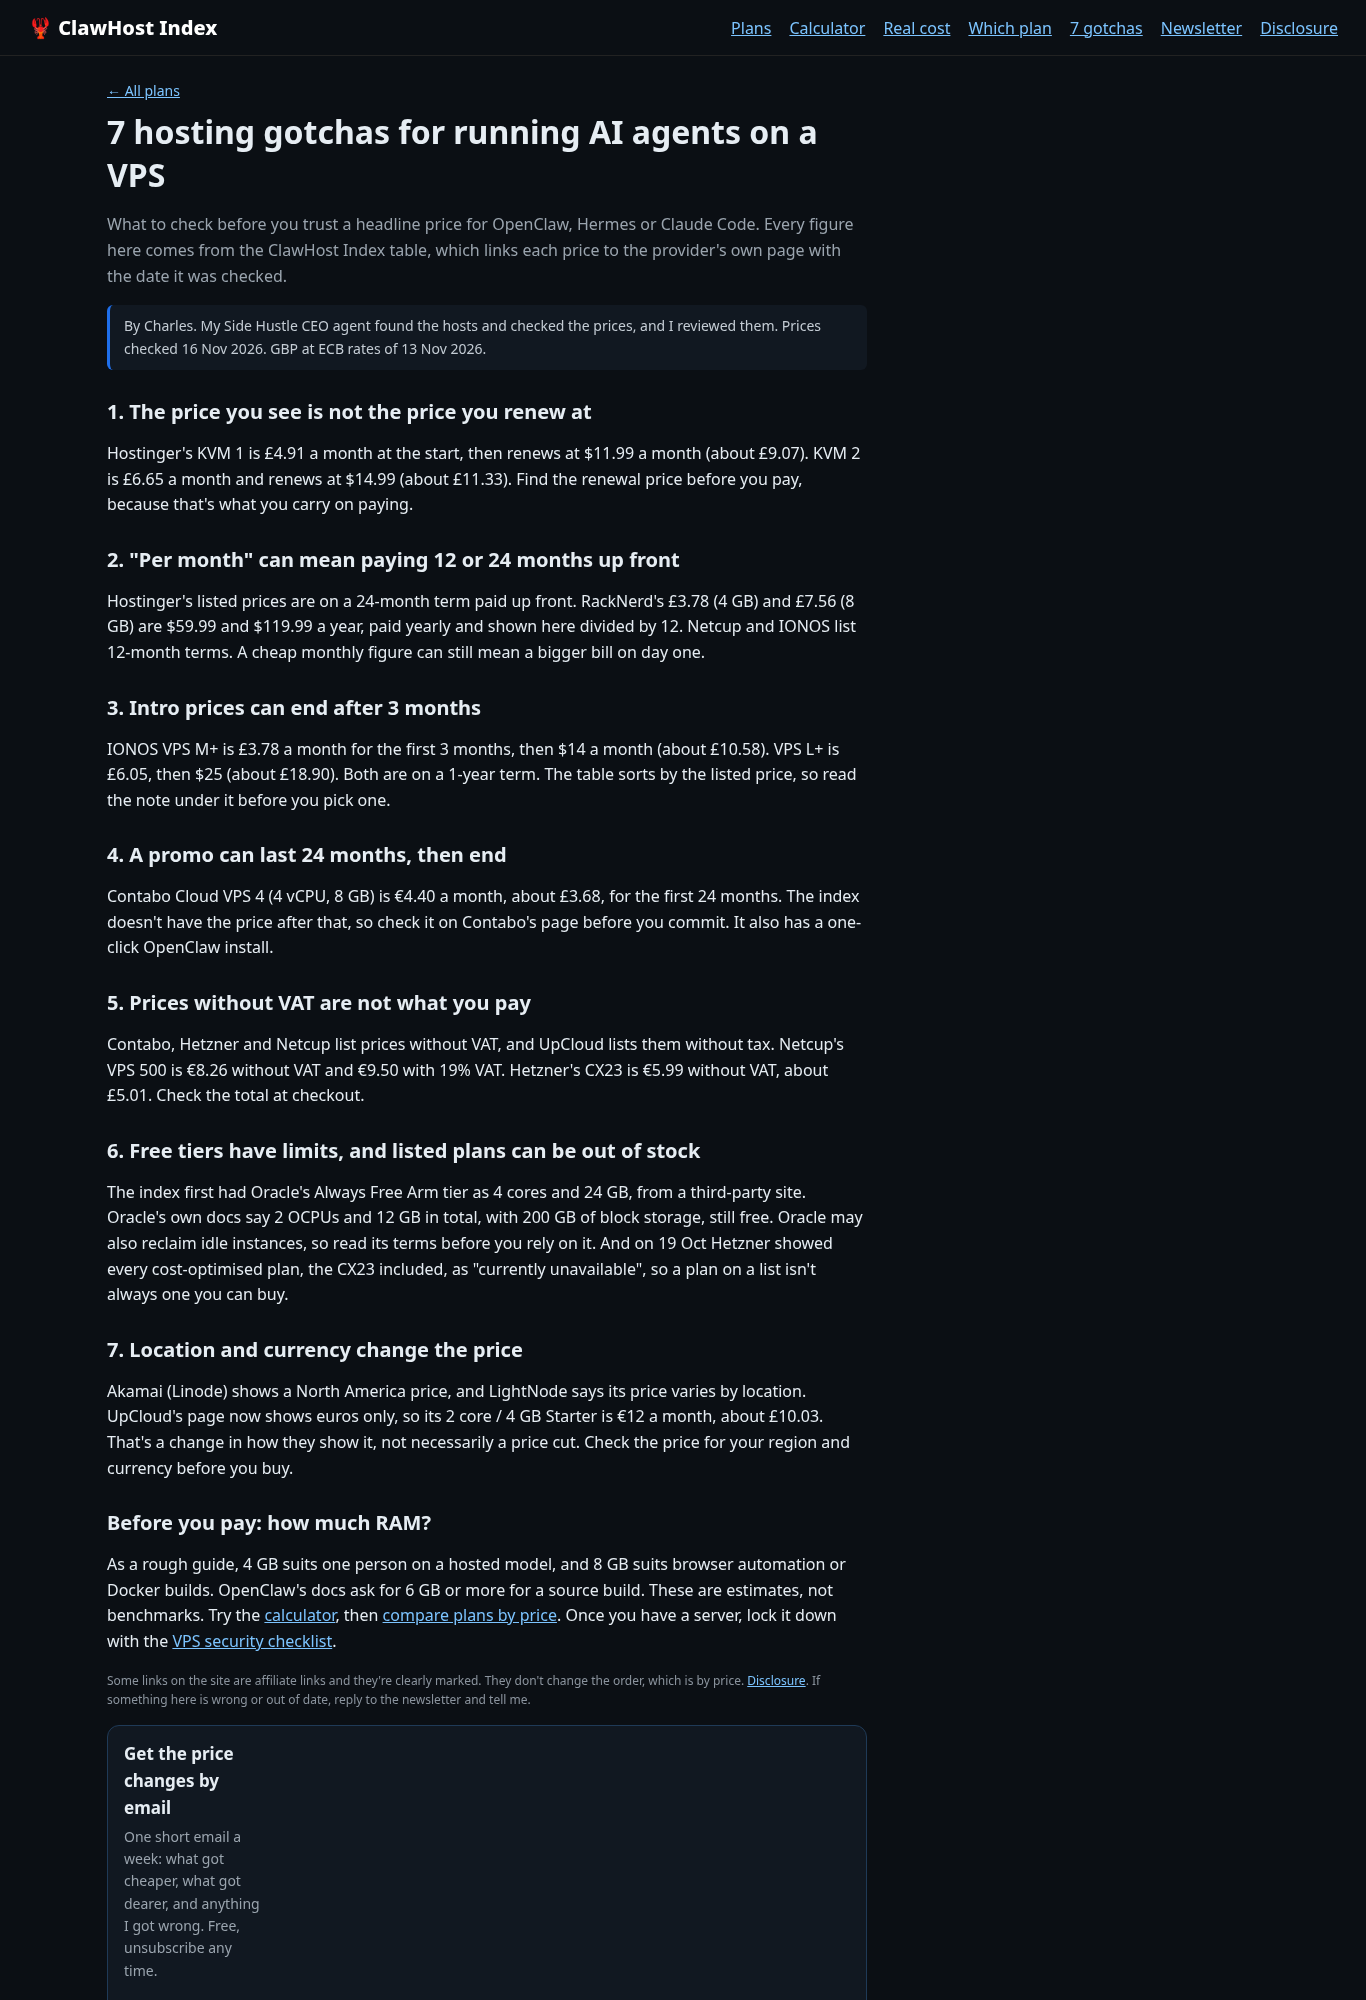 🦞 ClawHost Index
Plans Calculator Real cost Which plan 7 gotchas Newsletter Disclosure
← All plans
7 hosting gotchas for running AI agents on a
VPS
What to check before you trust a headline price for OpenClaw, Hermes or Claude Code. Every figure
here comes from the ClawHost Index table, which links each price to the provider's own page with
the date it was checked.
By Charles. My Side Hustle CEO agent found the hosts and checked the prices, and I reviewed them. Prices
checked 16 Nov 2026. GBP at ECB rates of 13 Nov 2026.
1. The price you see is not the price you renew at
Hostinger's KVM 1 is £4.91 a month at the start, then renews at $11.99 a month (about £9.07). KVM 2
is £6.65 a month and renews at $14.99 (about £11.33). Find the renewal price before you pay,
because that's what you carry on paying.
2. "Per month" can mean paying 12 or 24 months up front
Hostinger's listed prices are on a 24-month term paid up front. RackNerd's £3.78 (4 GB) and £7.56 (8
GB) are $59.99 and $119.99 a year, paid yearly and shown here divided by 12. Netcup and IONOS list
12-month terms. A cheap monthly figure can still mean a bigger bill on day one.
3. Intro prices can end after 3 months
IONOS VPS M+ is £3.78 a month for the first 3 months, then $14 a month (about £10.58). VPS L+ is
£6.05, then $25 (about £18.90). Both are on a 1-year term. The table sorts by the listed price, so read
the note under it before you pick one.
4. A promo can last 24 months, then end
Contabo Cloud VPS 4 (4 vCPU, 8 GB) is €4.40 a month, about £3.68, for the first 24 months. The index
doesn't have the price after that, so check it on Contabo's page before you commit. It also has a one-
click OpenClaw install.
5. Prices without VAT are not what you pay
Contabo, Hetzner and Netcup list prices without VAT, and UpCloud lists them without tax. Netcup's
VPS 500 is €8.26 without VAT and €9.50 with 19% VAT. Hetzner's CX23 is €5.99 without VAT, about
£5.01. Check the total at checkout.
6. Free tiers have limits, and listed plans can be out of stock
The index first had Oracle's Always Free Arm tier as 4 cores and 24 GB, from a third-party site.
Oracle's own docs say 2 OCPUs and 12 GB in total, with 200 GB of block storage, still free. Oracle may
also reclaim idle instances, so read its terms before you rely on it. And on 19 Oct Hetzner showed
every cost-optimised plan, the CX23 included, as "currently unavailable", so a plan on a list isn't
always one you can buy.
7. Location and currency change the price
Akamai (Linode) shows a North America price, and LightNode says its price varies by location.
UpCloud's page now shows euros only, so its 2 core / 4 GB Starter is €12 a month, about £10.03.
That's a change in how they show it, not necessarily a price cut. Check the price for your region and
currency before you buy.
Before you pay: how much RAM?
As a rough guide, 4 GB suits one person on a hosted model, and 8 GB suits browser automation or
Docker builds. OpenClaw's docs ask for 6 GB or more for a source build. These are estimates, not
benchmarks. Try the calculator, then compare plans by price. Once you have a server, lock it down
with the VPS security checklist.
Some links on the site are affiliate links and they're clearly marked. They don't change the order, which is by price. Disclosure. If
something here is wrong or out of date, reply to the newsletter and tell me.
Get the price
changes by
email
One short email a
week: what got
cheaper, what got
dearer, and anything
I got wrong. Free,
unsubscribe any
time.